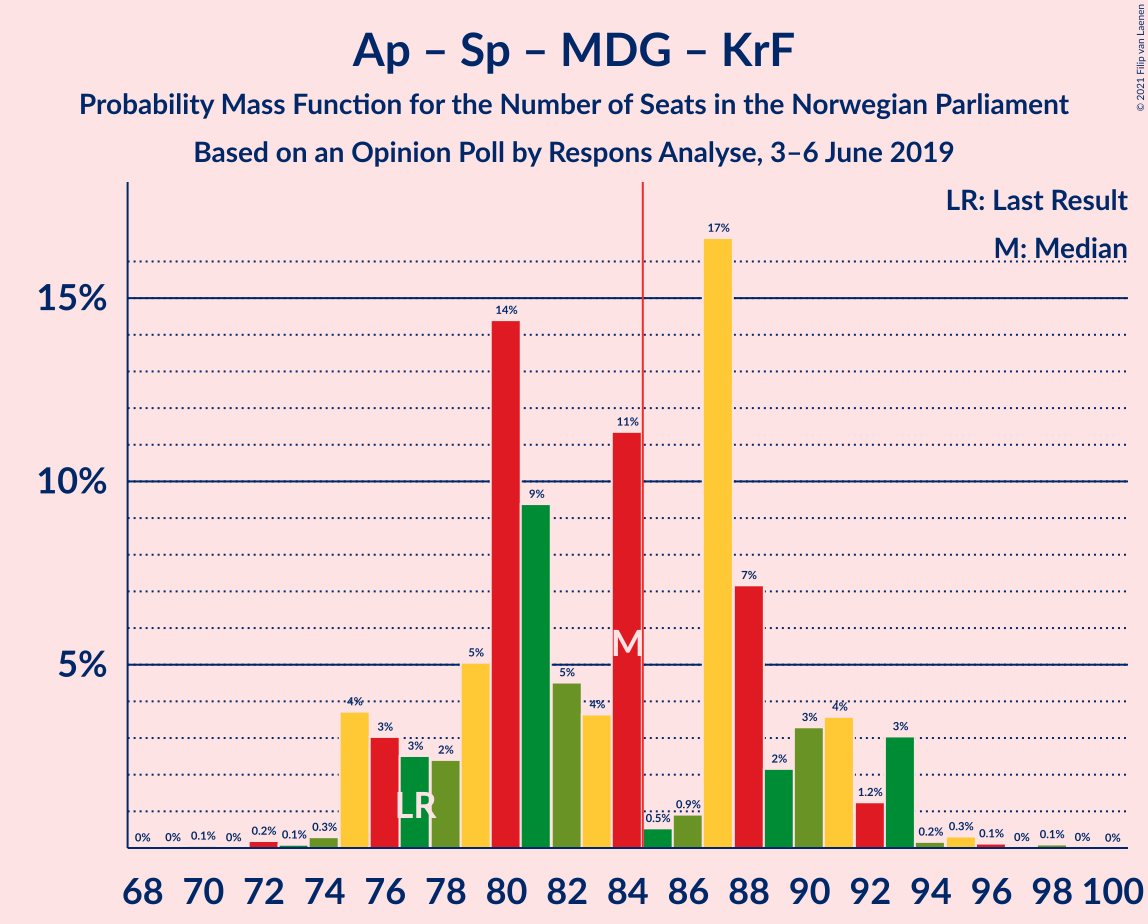 Ap – Sp – MDG – KrF
Probability Mass Function for the Number of Seats in the Norwegian Parliament
Based on an Opinion Poll by Respons Analyse, 3–6 June 2019
© 2021 Filip van Laenen
LR: Last Result
M: Median
15%
10%
5%
0% 0% 0.1% 0% 0.2% 0.1% 0.3% 4% 3% 3% 2% 5% 14% 9% 5% 4% 11% 0.5% 0.9% 17% 7% 2% 3% 4% 1.2% 3% 0.2% 0.3% 0.1% 0% 0.1% 0% 0%
LR
M
68 70 72 74 76 78 80 82 84 86 88 90 92 94 96 98 100